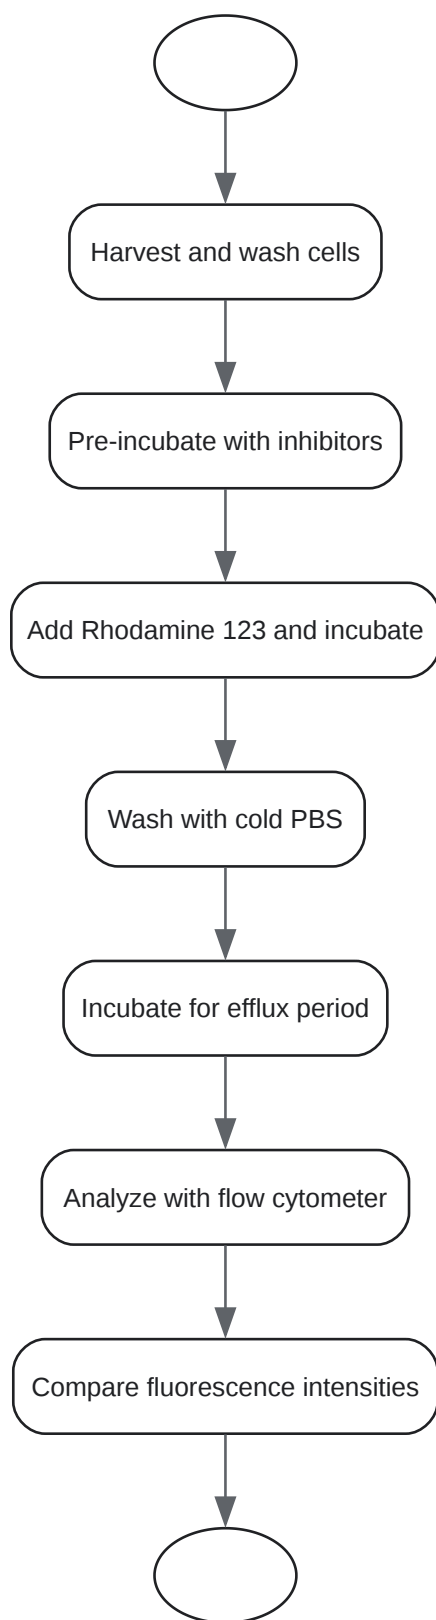 Harvest and wash cells
Pre-incubate with inhibitors
Add Rhodamine 123 and incubate
Wash with cold PBS
Incubate for efflux period
Analyze with flow cytometer
Compare fluorescence intensities